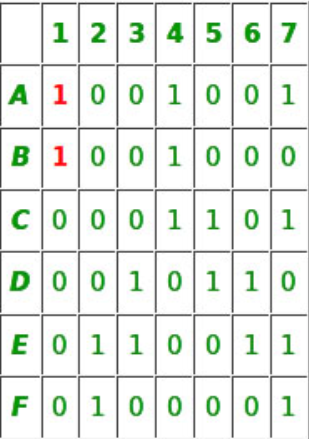 1 2 3 4 5 6 7
A 1 0 0 1 0 0 1
B 1 0 0 1 0 0 0
C 0 0 0 1 1 0 1
D 0 0 1 0 1 1 0
E 0 1 1 0 0 1 1
F 0 1 0 0 0 0 1